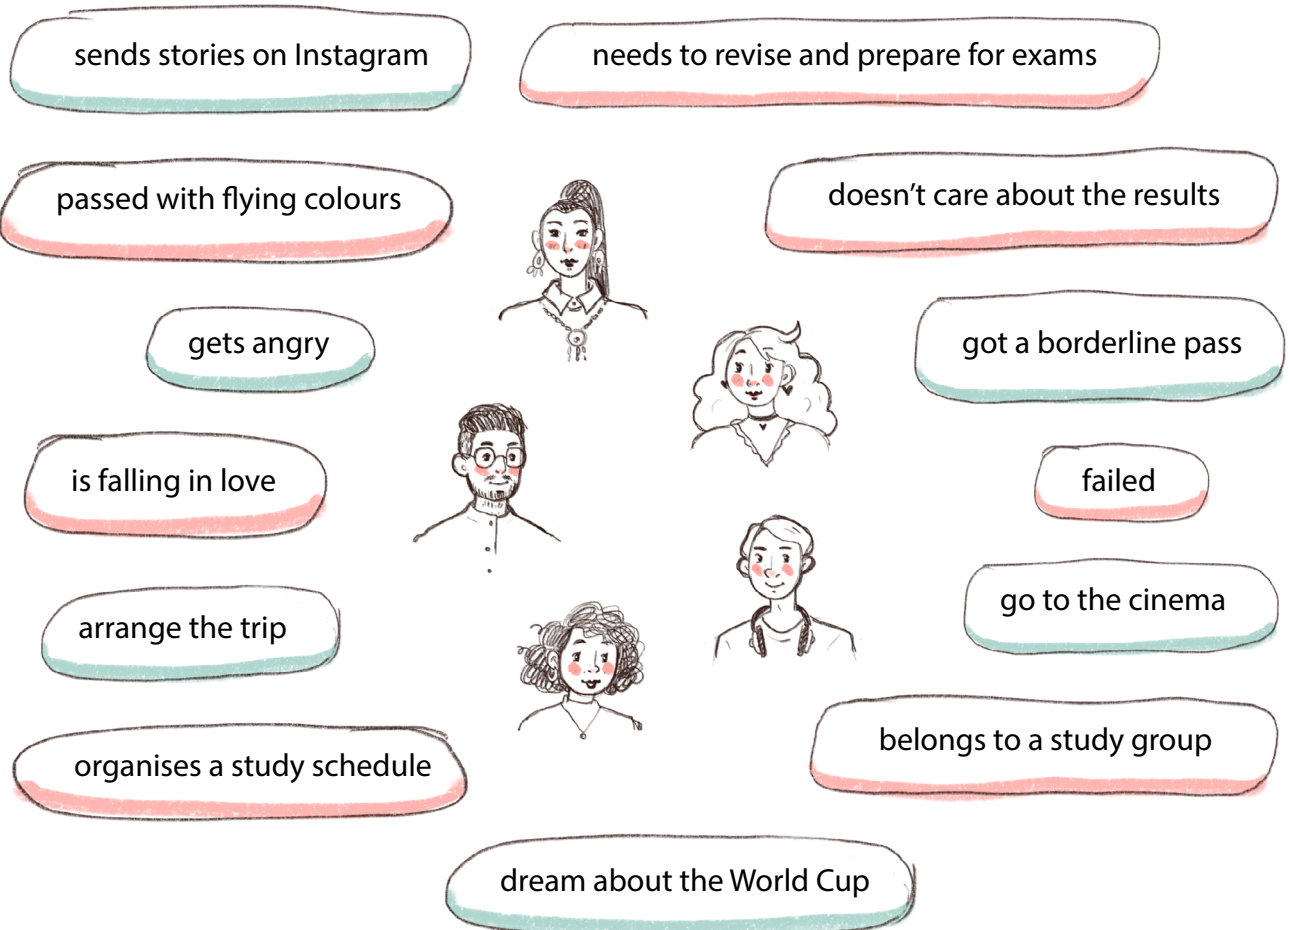 sends stories on Instagram
needs to revise and prepare for exams
passed with flying colours
doesn’t care about the results
gets angry
got a borderline pass
is falling in love
failed
arrange the trip
go to the cinema
organises a study schedule
belongs to a study group
dream about the World Cup